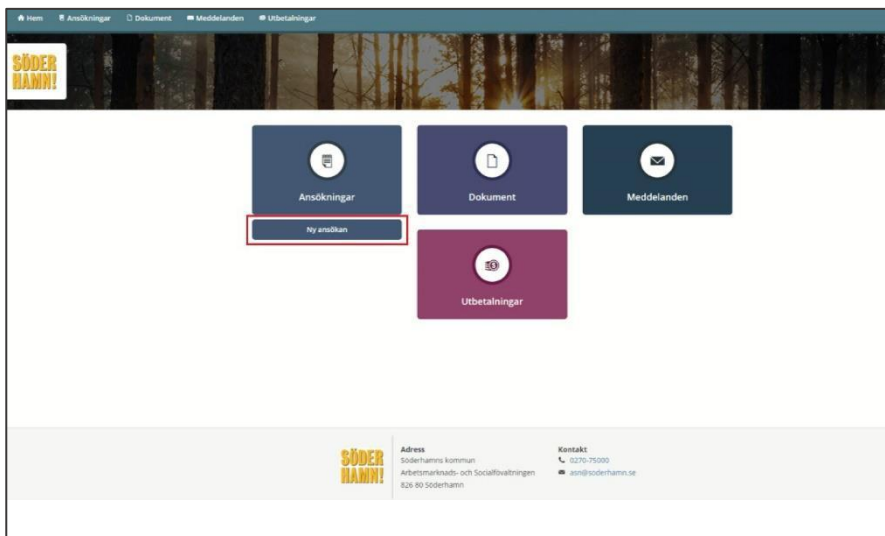 Hem Ansökningar Dokument Meddelanden Utbetalningar
SÖDER
HAMN!
Ansökningar
Dokument
Meddelanden
Ny ansökan
Utbetalningar
SÖDER
HAMN!
Adress
Söderhamns kommun
Arbetsmarknads- och Socialförvaltningen
826 80 Söderhamn
Kontakt
0270-75000
asn@soderhamn.se